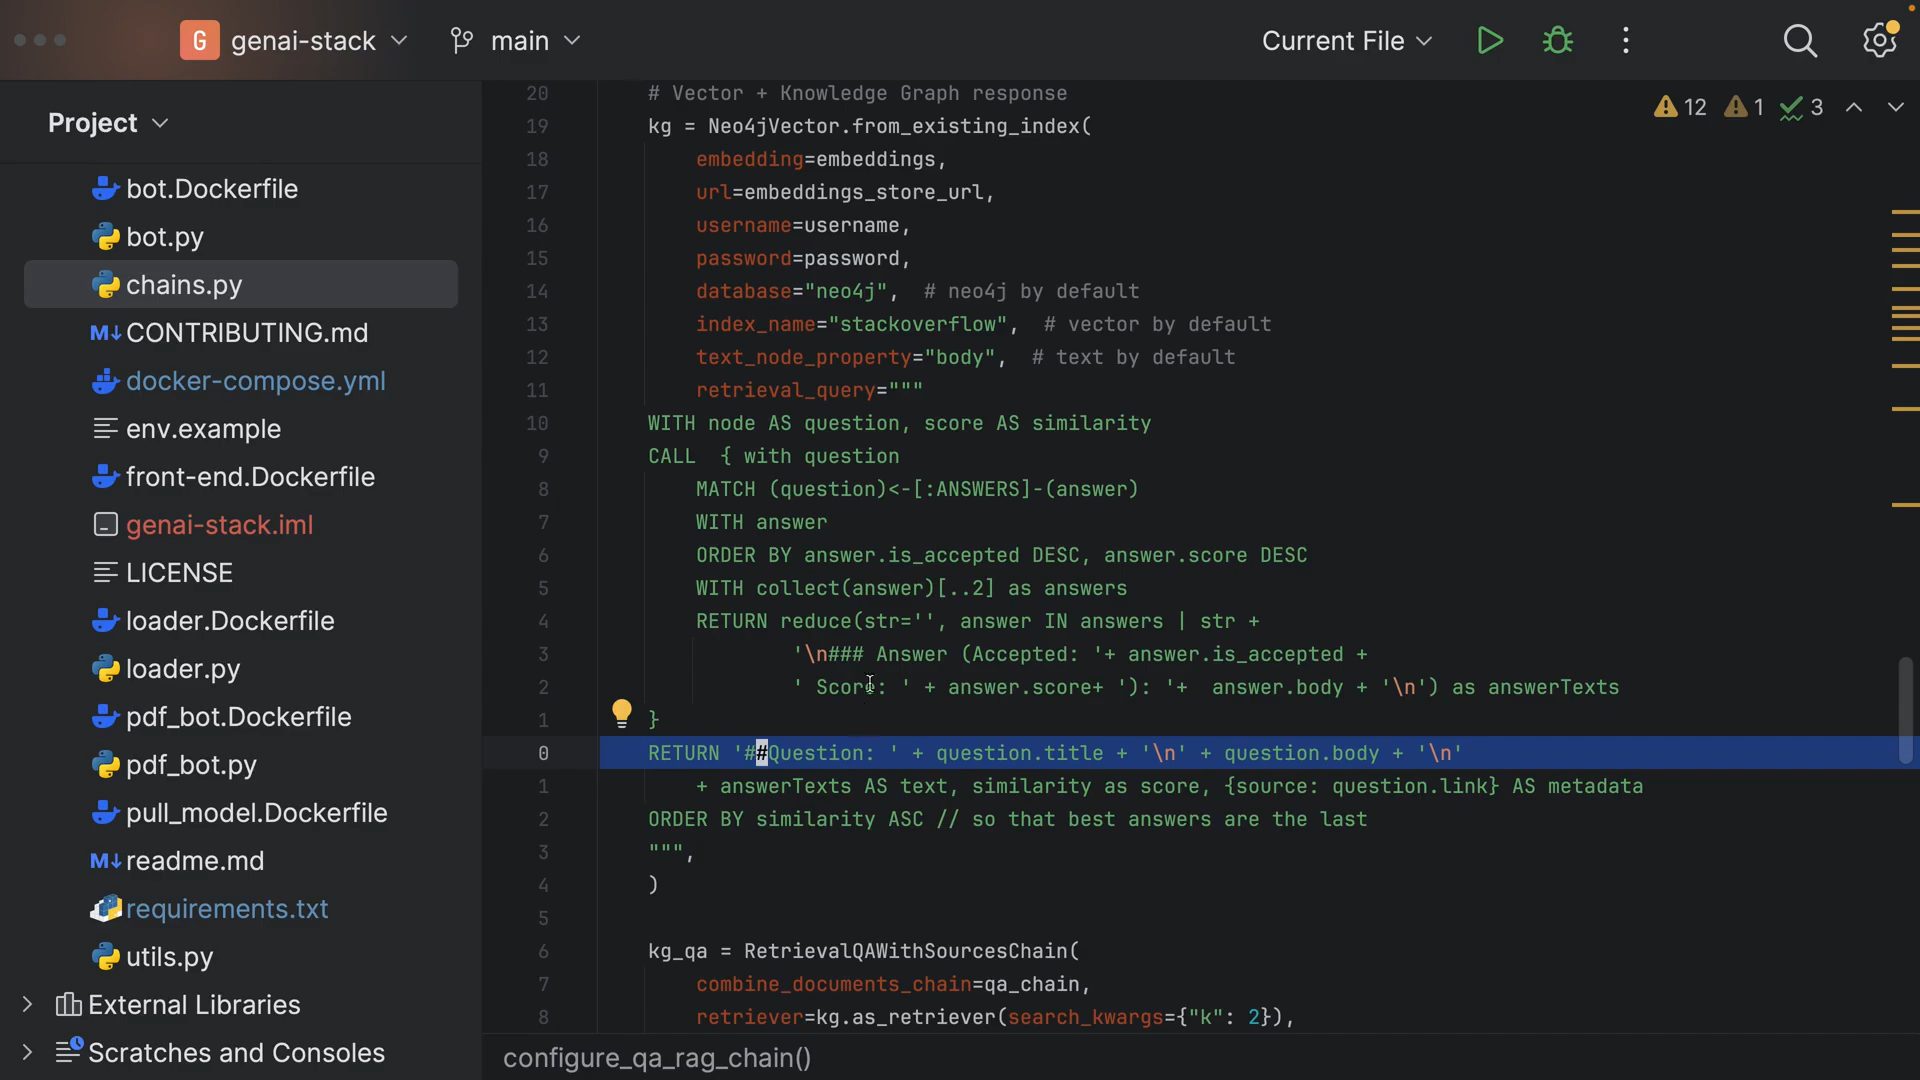 G genai-stack
main
Current File
Project
bot.Dockerfile
bot.py
chains.py
M↓ CONTRIBUTING.md
docker-compose.yml
env.example
front-end.Dockerfile
genai-stack.iml
LICENSE
loader.Dockerfile
loader.py
pdf_bot.Dockerfile
pdf_bot.py
pull_model.Dockerfile
M↓ readme.md
requirements.txt
utils.py
External Libraries
Scratches and Consoles
12 1 3
20 # Vector + Knowledge Graph response
19 kg = Neo4jVector.from_existing_index(
18 embedding=embeddings,
17 url=embeddings_store_url,
16 username=username,
15 password=password,
14 database="neo4j",  # neo4j by default
13 index_name="stackoverflow",  # vector by default
12 text_node_property="body",  # text by default
11 retrieval_query="""
10 WITH node AS question, score AS similarity
9 CALL  { with question
8 MATCH (question)<-[:ANSWERS]-(answer)
7 WITH answer
6 ORDER BY answer.is_accepted DESC, answer.score DESC
5 WITH collect(answer)[..2] as answers
4 RETURN reduce(str='', answer IN answers | str +
3 '\n### Answer (Accepted: '+ answer.is_accepted +
2 ' Score: ' + answer.score+ '): '+  answer.body + '\n') as answerTexts
1 }
0 RETURN '##Question: ' + question.title + '\n' + question.body + '\n'
1 + answerTexts AS text, similarity as score, {source: question.link} AS metadata
2 ORDER BY similarity ASC // so that best answers are the last
3 """,
4 )
5
6 kg_qa = RetrievalQAWithSourcesChain(
7 combine_documents_chain=qa_chain,
8 retriever=kg.as_retriever(search_kwargs={"k": 2}),
configure_qa_rag_chain()